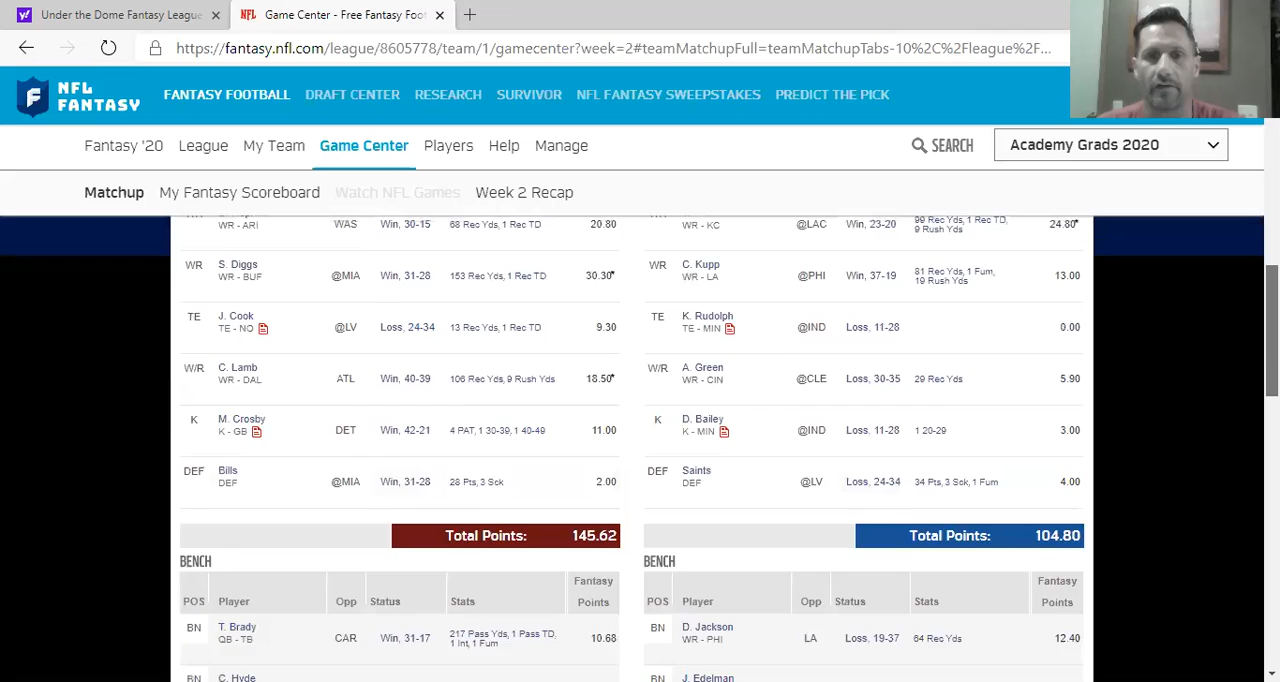 Under the Dome Fantasy League
Game Center - Free Fantasy Foo
https://fantasy.nfl.com/league/8605778/team/1/gamecenter?week=2#teamMatchupFull=teamMatchupTabs-10%2C%2Fleague%2F...
F NFL FANTASY
FANTASY FOOTBALL DRAFT CENTER RESEARCH SURVIVOR NFL FANTASY SWEEPSTAKES PREDICT THE PICK
Fantasy '20 League My Team Game Center Players Help Manage SEARCH Academy Grads 2020
Matchup My Fantasy Scoreboard Watch NFL Games Week 2 Recap
WR - ARI WAS Win, 30-15 68 Rec Yds, 1 Rec TD 20.80
WR - KC @LAC Win, 23-20 99 Rec Yds, 1 Rec TD, 9 Rush Yds 24.80*
WR S. Diggs WR - BUF @MIA Win, 31-28 153 Rec Yds, 1 Rec TD 30.30*
WR C. Kupp WR - LA @PHI Win, 37-19 81 Rec Yds, 1 Fum, 19 Rush Yds 13.00
TE J. Cook TE - NO @LV Loss, 24-34 13 Rec Yds, 1 Rec TD 9.30
TE K. Rudolph TE - MIN @IND Loss, 11-28 0.00
W/R C. Lamb WR - DAL ATL Win, 40-39 106 Rec Yds, 9 Rush Yds 18.50*
W/R A. Green WR - CIN @CLE Loss, 30-35 29 Rec Yds 5.90
K M. Crosby K - GB DET Win, 42-21 4 PAT, 1 30-39, 1 40-49 11.00
K D. Bailey K - MIN @IND Loss, 11-28 1 20-29 3.00
DEF Bills DEF @MIA Win, 31-28 28 Pts, 3 Sck 2.00
DEF Saints DEF @LV Loss, 24-34 34 Pts, 3 Sck, 1 Fum 4.00
Total Points: 145.62
Total Points: 104.80
BENCH
BENCH
POS Player Opp Status Stats Fantasy Points
POS Player Opp Status Stats Fantasy Points
BN T. Brady QB - TB CAR Win, 31-17 217 Pass Yds, 1 Pass TD, 1 Int, 1 Fum 10.68
BN D. Jackson WR - PHI LA Loss, 19-37 64 Rec Yds 12.40
BN C. Hyde
BN J. Edelman